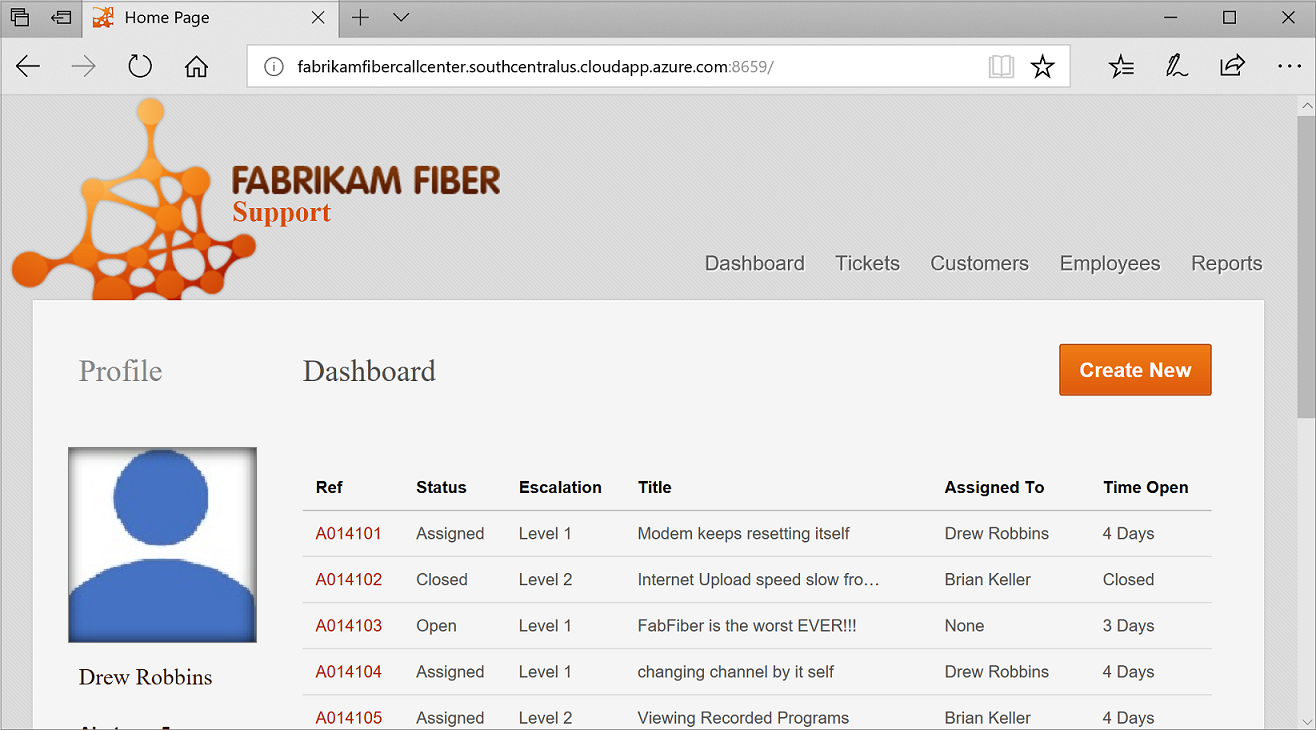 Home Page
fabrikamfibercallcenter.southcentralus.cloudapp.azure.com:8659/
FABRIKAM FIBER
Support
Dashboard Tickets Customers Employees Reports
Profile
Dashboard
Create New
Ref Status Escalation Title Assigned To Time Open
A014101 Assigned Level 1 Modem keeps resetting itself Drew Robbins 4 Days
A014102 Closed Level 2 Internet Upload speed slow fro... Brian Keller Closed
A014103 Open Level 1 FabFiber is the worst EVER!!! None 3 Days
A014104 Assigned Level 1 changing channel by it self Drew Robbins 4 Days
Drew Robbins
A014105 Assigned Level 2 Viewing Recorded Programs Brian Keller 4 Days